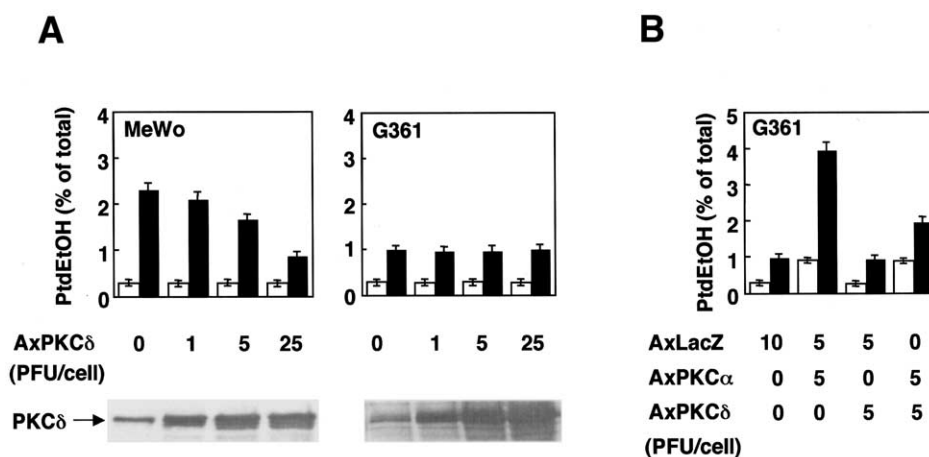 A
B
PtdEtOH (% of total)
4
3
2
1
0
MeWo
4
3
2
1
0
G361
PtdEtOH (% of total)
5
4
3
2
1
0
G361
AxPKCδ 0 1 5 25 0 1 5 25
(PFU/cell)
PKCδ →
AxLacZ 10 5 5 0
AxPKCα 0 5 0 5
AxPKCδ 0 0 5 5
(PFU/cell)